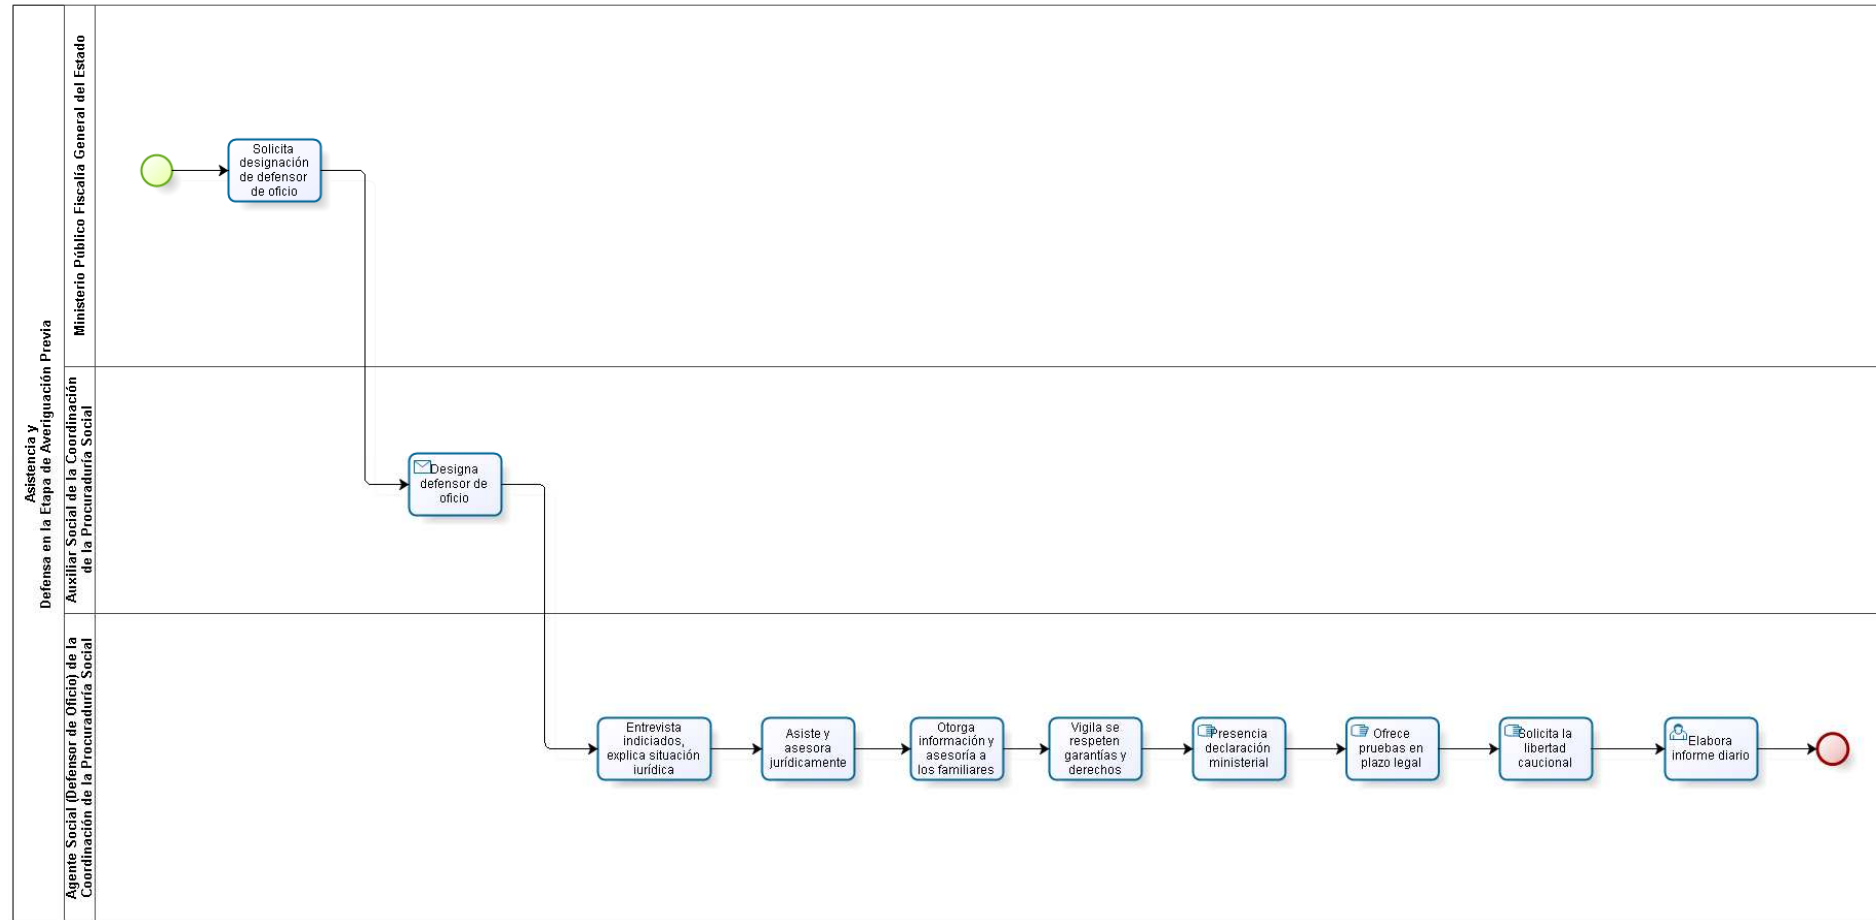 Asistencia y
Defensa en la Etapa de Averiguación Previa
Ministerio Público Fiscalía General del Estado
Solicita
designación
de defensor
de oficio
Auxiliar Social de la Coordinación
de la Procuraduría Social
Designa
defensor de
oficio
Agente Social (Defensor de Oficio) de la
Coordinación de la Procuraduría Social
Entrevista
indiciados,
explica situación
jurídica
Asiste y
asesora
jurídicamente
Otorga
información y
asesoría a
los familiares
Vigila se
respeten
garantías y
derechos
Presencia
declaración
ministerial
Ofrece
pruebas en
plazo legal
Solicita la
libertad
caucional
Elabora
informe diario